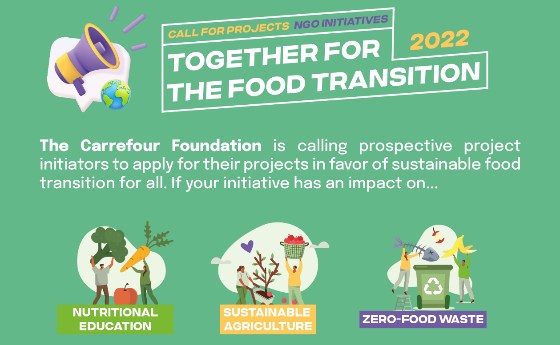 CALL FOR PROJECTS NGO INITIATIVES
TOGETHER FOR 2022
THE FOOD TRANSITION
The Carrefour Foundation is calling prospective project
initiators to apply for their projects in favor of sustainable food
transition for all. If your initiative has an impact on...
NUTRITIONAL
EDUCATION
SUSTAINABLE
AGRICULTURE
ZERO-FOOD WASTE